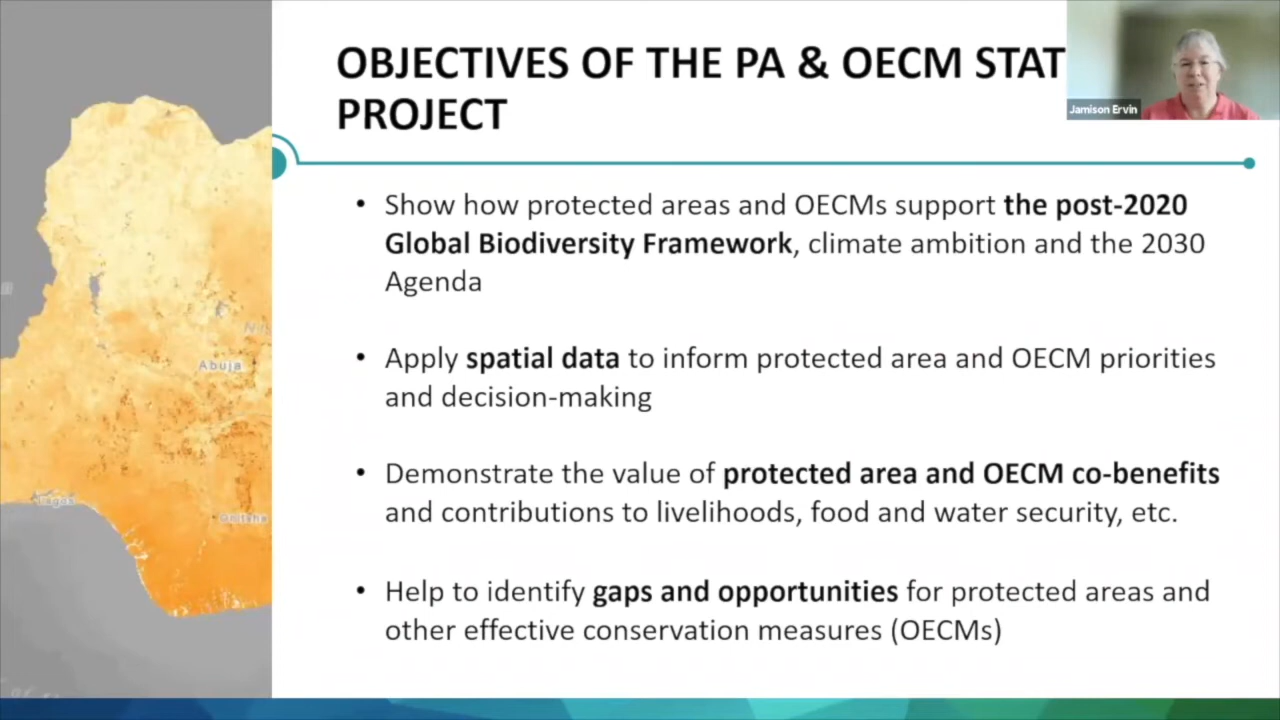 OBJECTIVES OF THE PA & OECM STAT
PROJECT
Jamison Ervin
• Show how protected areas and OECMs support the post-2020
Global Biodiversity Framework, climate ambition and the 2030
Agenda
• Apply spatial data to inform protected area and OECM priorities
and decision-making
• Demonstrate the value of protected area and OECM co-benefits
and contributions to livelihoods, food and water security, etc.
• Help to identify gaps and opportunities for protected areas and
other effective conservation measures (OECMs)
Abuja
Lagos
Onitsha